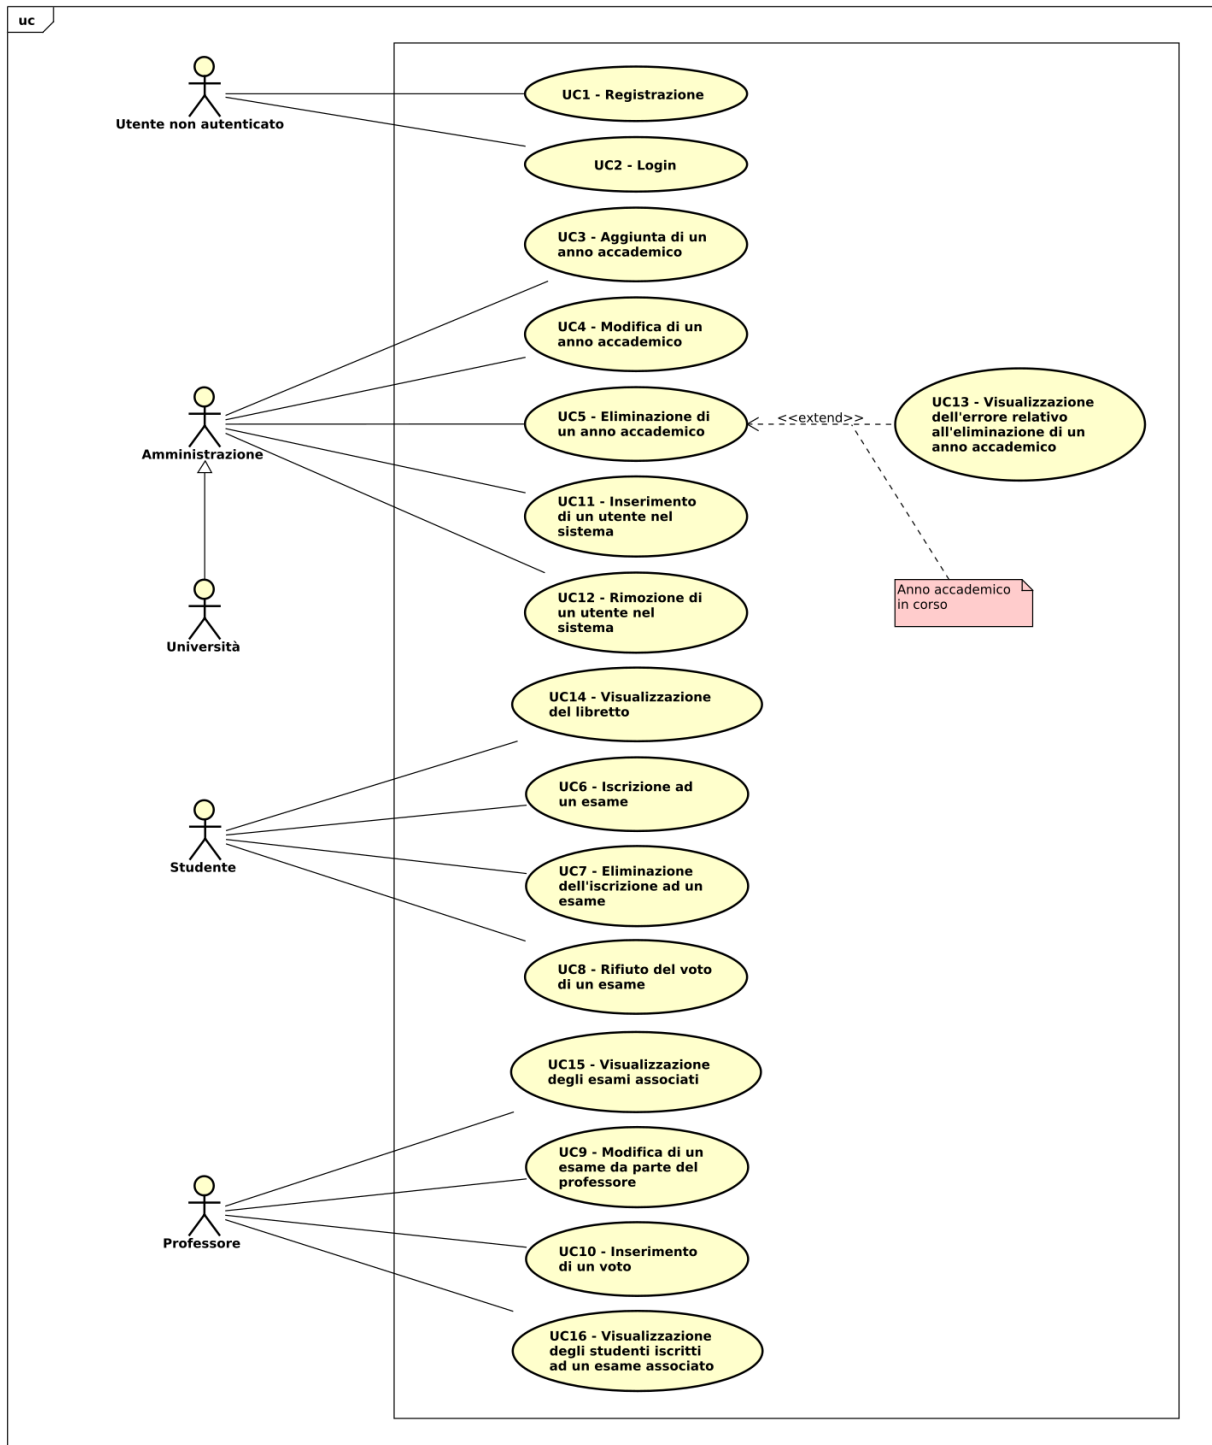 uc
Utente non autenticato
UC1 - Registrazione
UC2 - Login
UC3 - Aggiunta di un
anno accademico
UC4 - Modifica di un
anno accademico
Amministrazione
UC5 - Eliminazione di
un anno accademico
<<extend>>
UC13 - Visualizzazione
dell'errore relativo
all'eliminazione di un
anno accademico
UC11 - Inserimento
di un utente nel
sistema
Anno accademico
in corso
Università
UC12 - Rimozione di
un utente nel
sistema
UC14 - Visualizzazione
del libretto
UC6 - Iscrizione ad
un esame
Studente
UC7 - Eliminazione
dell'iscrizione ad un
esame
UC8 - Rifiuto del voto
di un esame
UC15 - Visualizzazione
degli esami associati
UC9 - Modifica di un
esame da parte del
professore
Professore
UC10 - Inserimento
di un voto
UC16 - Visualizzazione
degli studenti iscritti
ad un esame associato